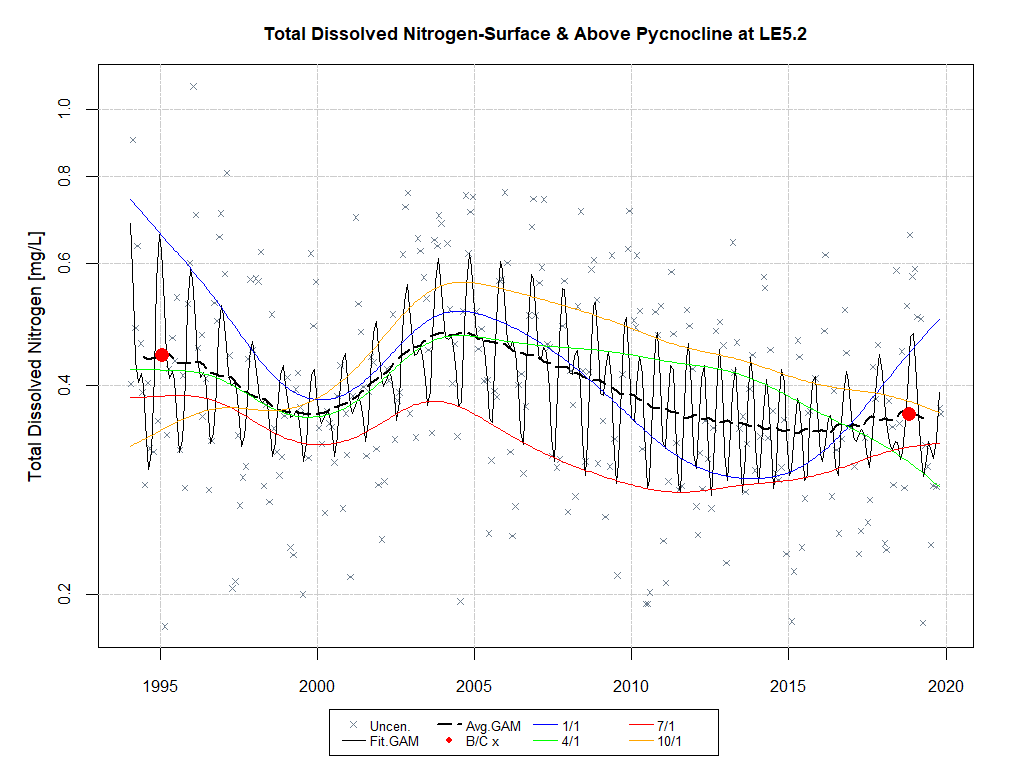 Total Dissolved Nitrogen-Surface & Above Pycnocline at LE5.2
Total Dissolved Nitrogen [mg/L]
1.0
0.8
0.6
0.4
0.2
1995 2000 2005 2010 2015 2020
Uncen. Avg.GAM 1/1 7/1
Fit.GAM B/C x 4/1 10/1